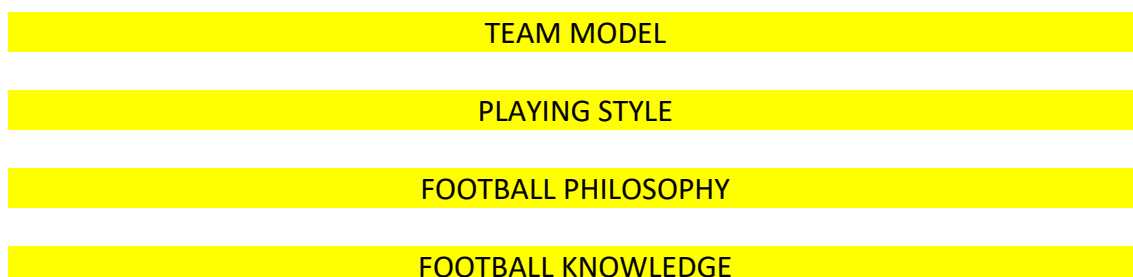 TEAM MODEL
PLAYING STYLE
FOOTBALL PHILOSOPHY
FOOTBALL KNOWLEDGE